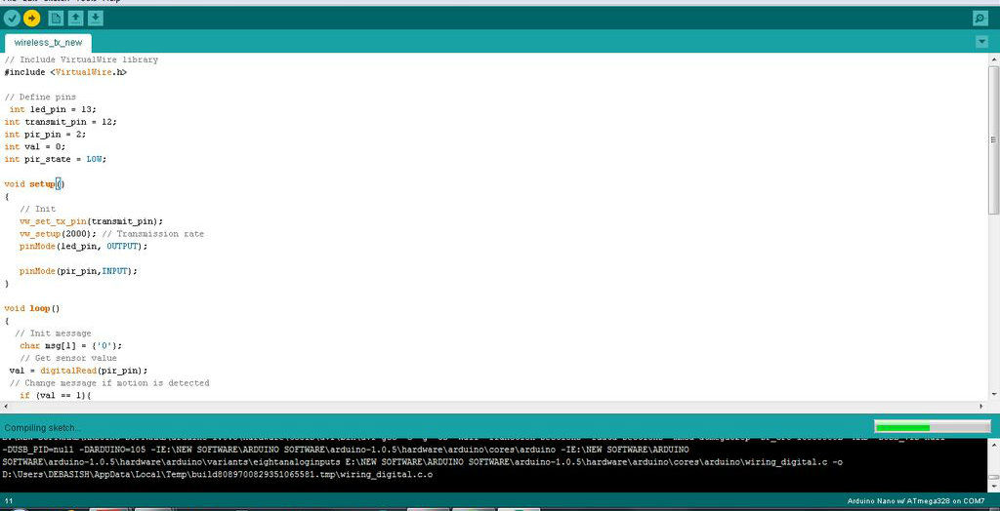 wireless_tx_new
// Include VirtualWire library
#include <VirtualWire.h>
// Define pins
int led_pin = 13;
int transmit_pin = 12;
int pir_pin = 2;
int val = 0;
int pir_state = LOW;
void setup()
{
// Init
vw_set_tx_pin(transmit_pin);
vw_setup(2000); // Transmission rate
pinMode(led_pin, OUTPUT);
pinMode(pir_pin,INPUT);
}
void loop()
{
// Init message
char msg[1] = {'0'};
// Get sensor value
val = digitalRead(pir_pin);
// Change message if motion is detected
if (val == 1){
Compiling sketch...
-DUSB_PID=null -DARDUINO=105 -IE:\NEW SOFTWARE\ARDUINO SOFTWARE\arduino-1.0.5\hardware\arduino\cores\arduino -IE:\NEW SOFTWARE\ARDUINO
SOFTWARE\arduino-1.0.5\hardware\arduino\variants\eightanaloginputs E:\NEW SOFTWARE\ARDUINO SOFTWARE\arduino-1.0.5\hardware\arduino\cores\arduino\wiring_digital.c -o
D:\Users\DEBASISH\AppData\Local\Temp\build8089700829351065581.tmp\wiring_digital.c.o
11
Arduino Nano w/ ATmega328 on COM7